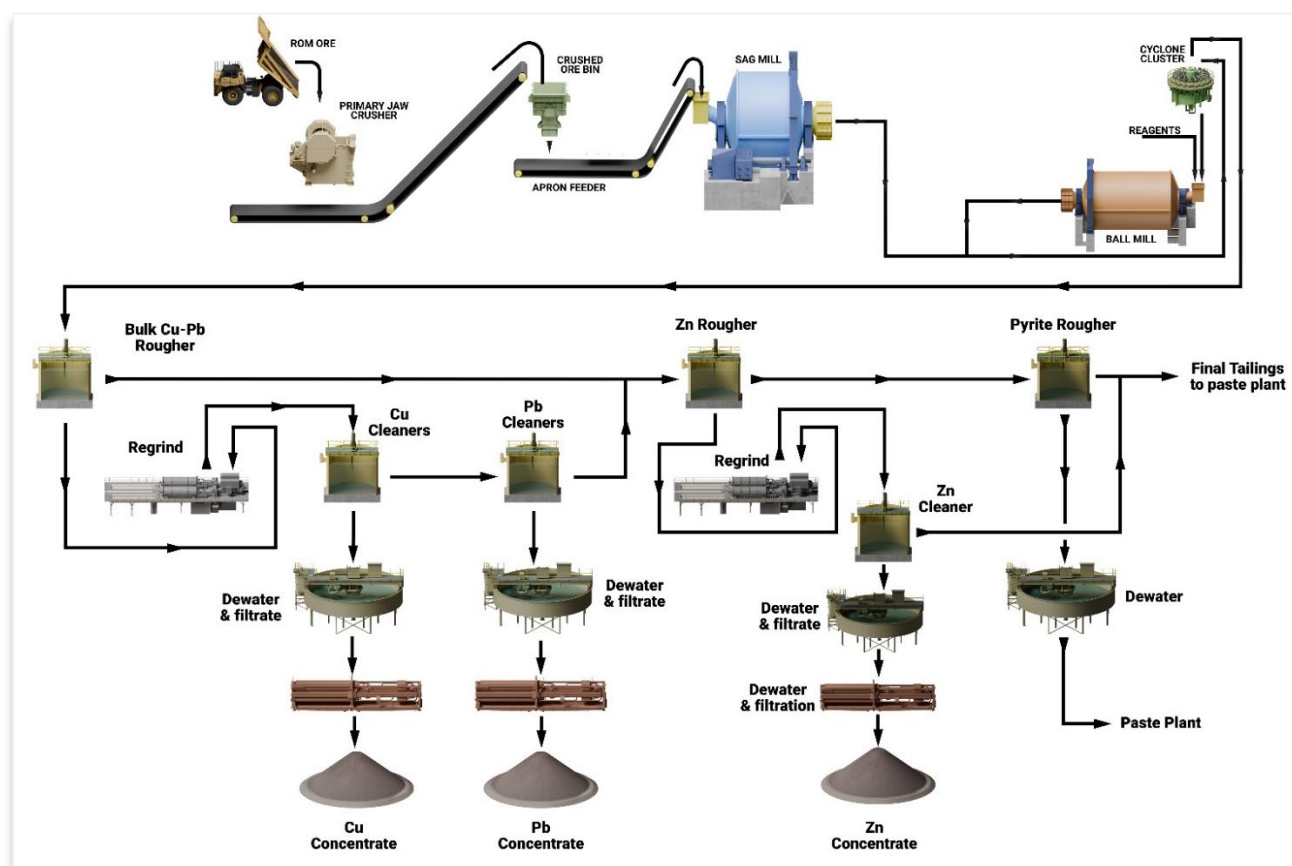 ROM ORE
PRIMARY JAW
CRUSHER
CRUSHED
ORE BIN
APRON FEEDER
SAG MILL
CYCLONE
CLUSTER
REAGENTS
BALL MILL
Bulk Cu-Pb
Rougher
Zn Rougher
Pyrite Rougher
Final Tailings
to paste plant
Regrind
Cu
Cleaners
Pb
Cleaners
Regrind
Zn
Cleaner
Dewater
& filtrate
Dewater
& filtrate
Dewater
& filtrate
Dewater
Dewater
& filtration
Paste Plant
Cu
Concentrate
Pb
Concentrate
Zn
Concentrate